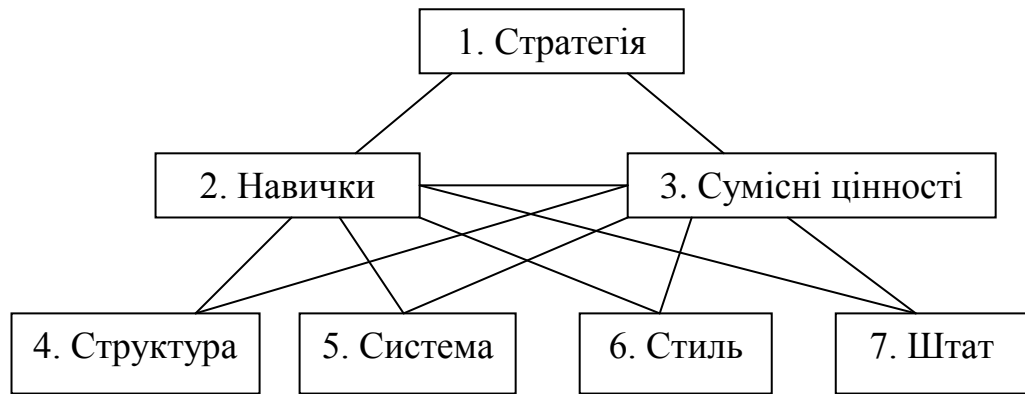 1. Стратегія
2. Навички
3. Сумісні цінності
4. Структура
5. Система
6. Стиль
7. Штат